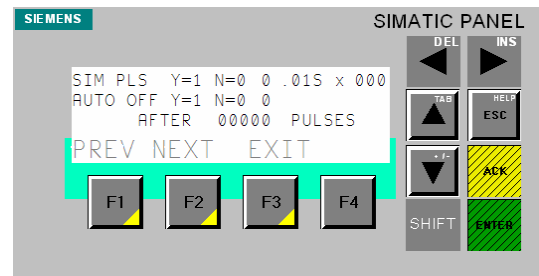 SIEMENS
SIMATIC PANEL
DEL
INS
SIM PLS Y=1 N=0 0 .01S x 000
AUTO OFF Y=1 N=0 0
AFTER 00000 PULSES
PREV NEXT EXIT
TAB
HELP
ESC
+/-
ACK
F1 F2 F3 F4
SHIFT
ENTER